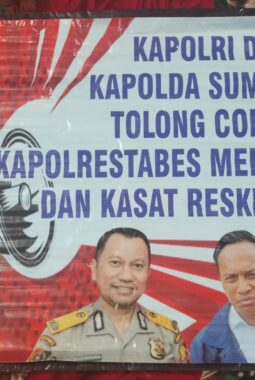 KAPOLRI D
KAPOLDA SUM
TOLONG CO
KAPOLRESTABES ME
DAN KASAT RESK